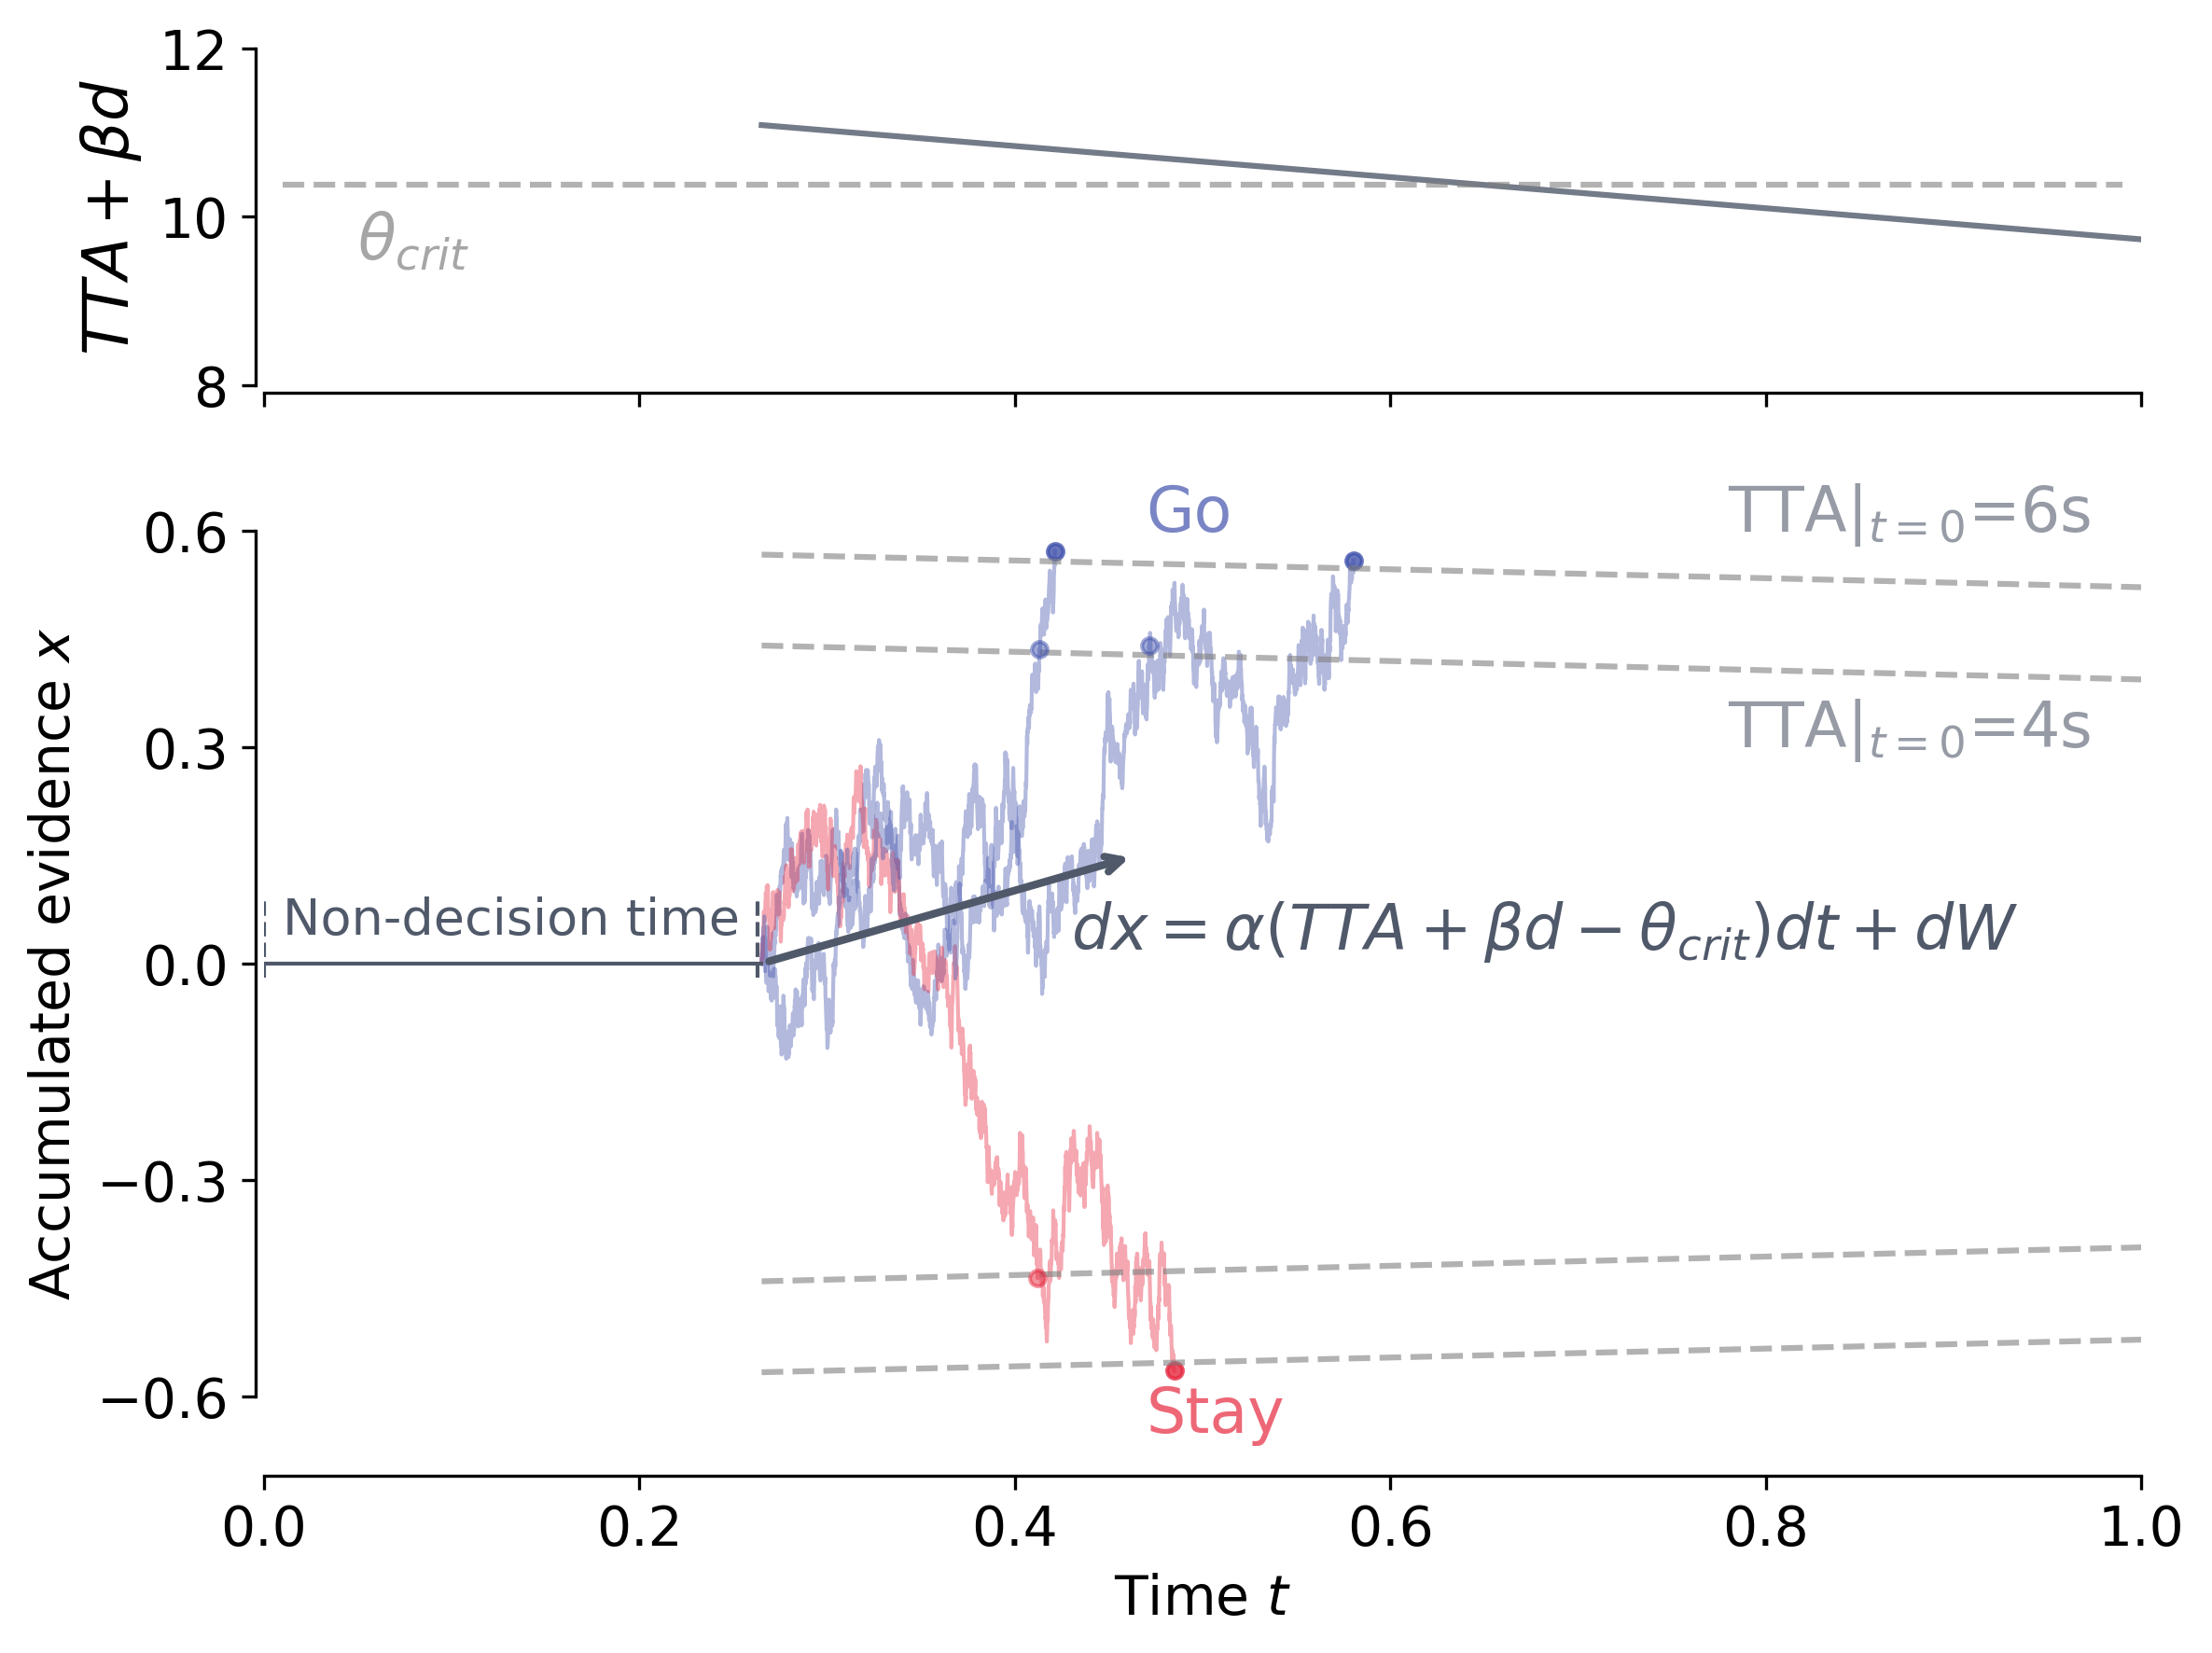 12
10
8
TTA + βd
θcrit
Go
TTA|t = 0=6s
0.6
TTA|t = 0=4s
0.3
Non-decision time
dx = α(TTA + βd − θcrit)dt + dW
0.0
Accumulated evidence x
−0.3
−0.6
Stay
0.0 0.2 0.4 0.6 0.8 1.0
Time t